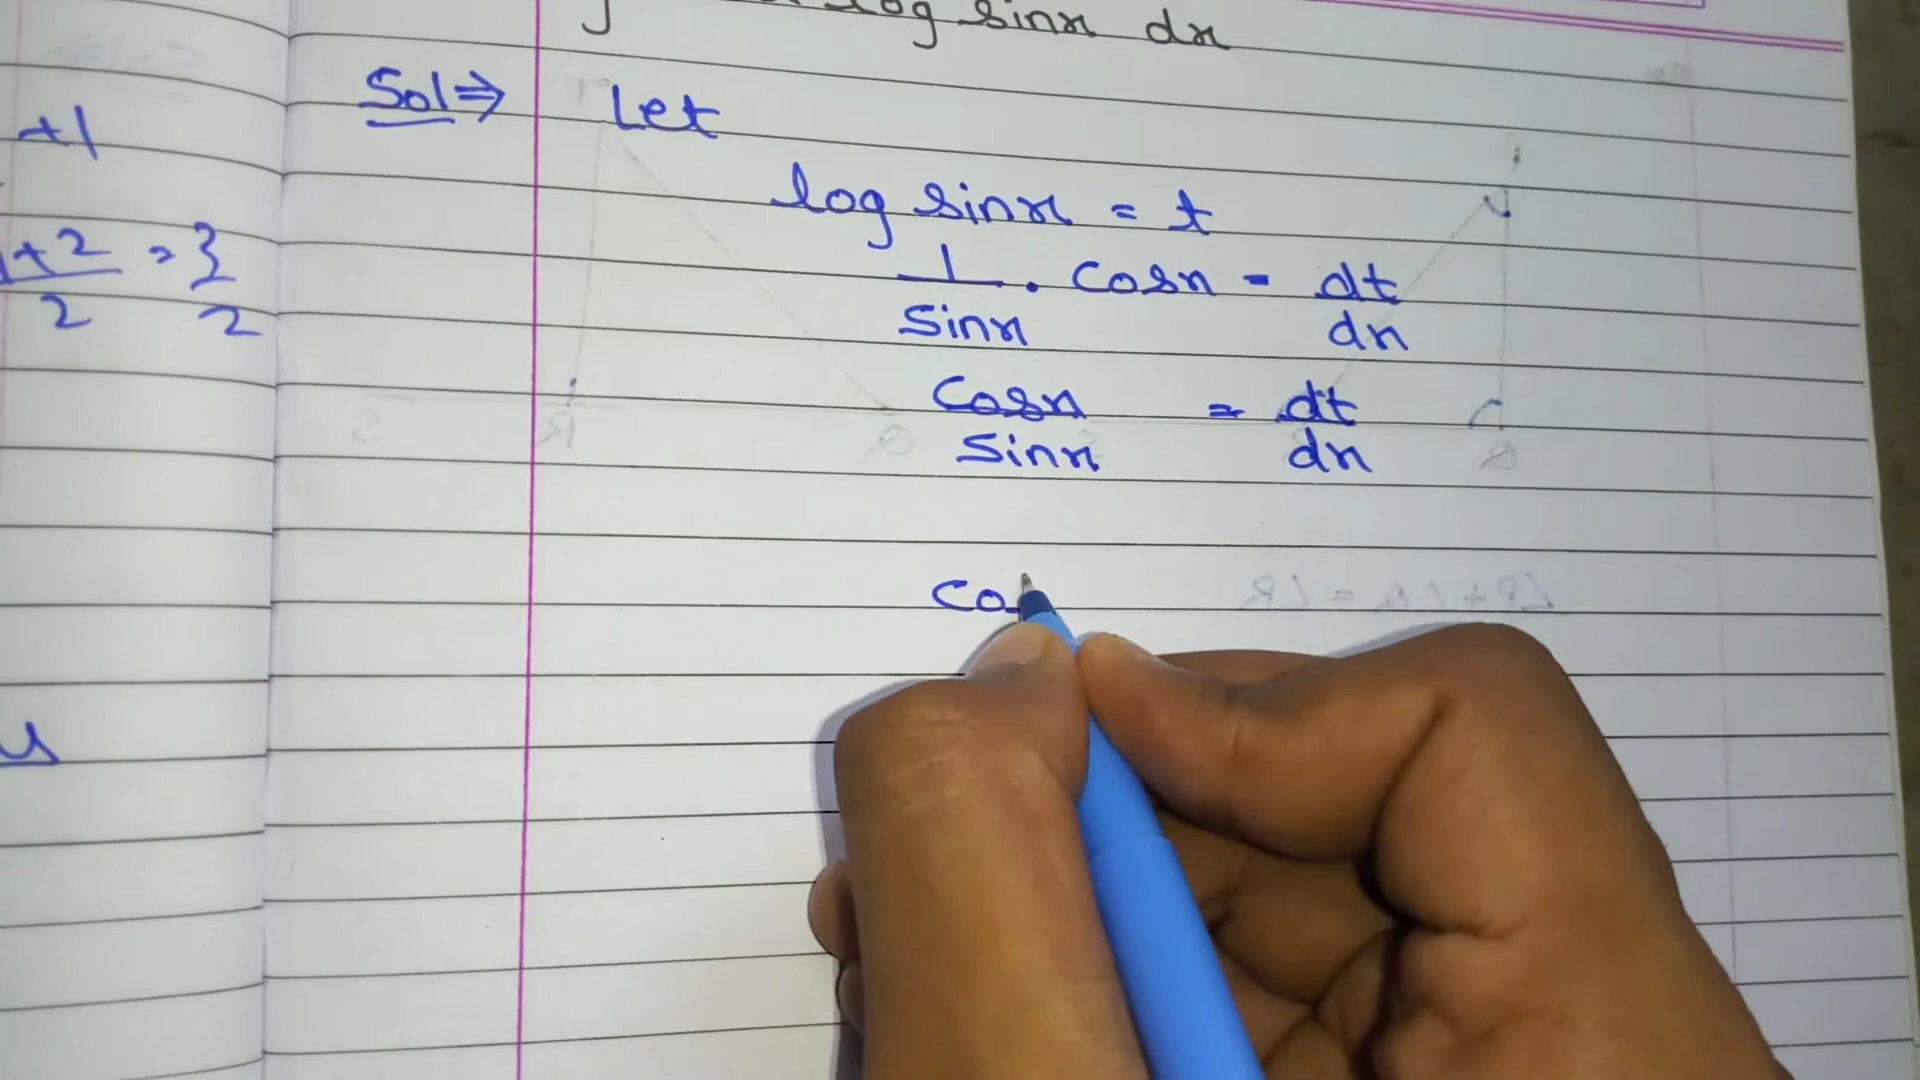 log sinx dx
Sol⇒ Let
log sinx = t
1/sinx . cosx = dt/dx
cosx/sinx = dt/dx
co
+1
+2/2 = 3/2